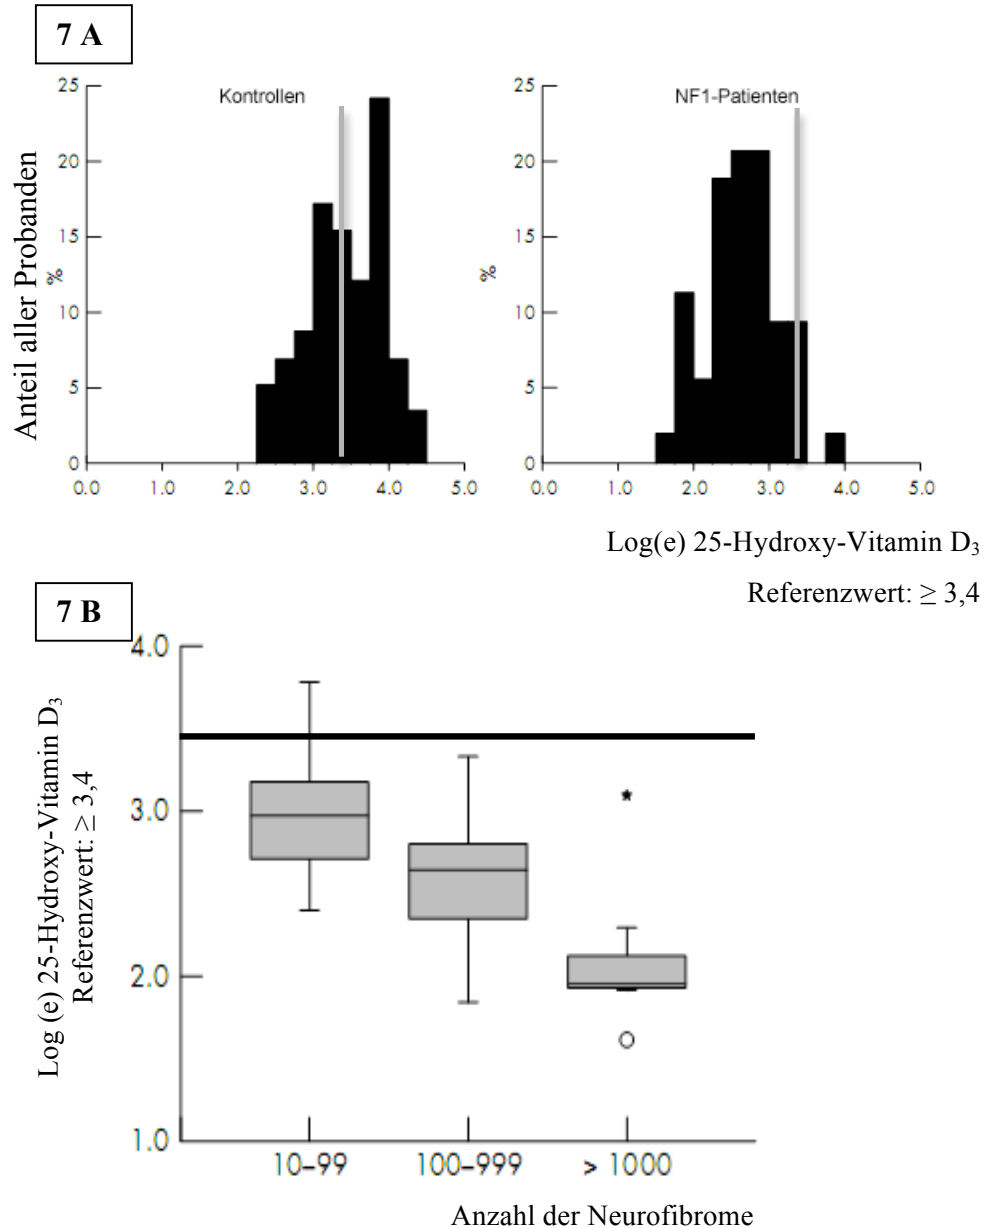 7 A
Kontrollen
NF1-Patienten
Anteil aller Probanden
%
25
20
15
10
5
0
0.0 1.0 2.0 3.0 4.0 5.0
%
25
20
15
10
5
0
0.0 1.0 2.0 3.0 4.0 5.0
Log(e) 25-Hydroxy-Vitamin D₃
Referenzwert: ≥ 3,4
7 B
Log (e) 25-Hydroxy-Vitamin D₃
Referenzwert: ≥ 3,4
4.0
3.0
2.0
1.0
10–99 100–999 > 1000
Anzahl der Neurofibrome